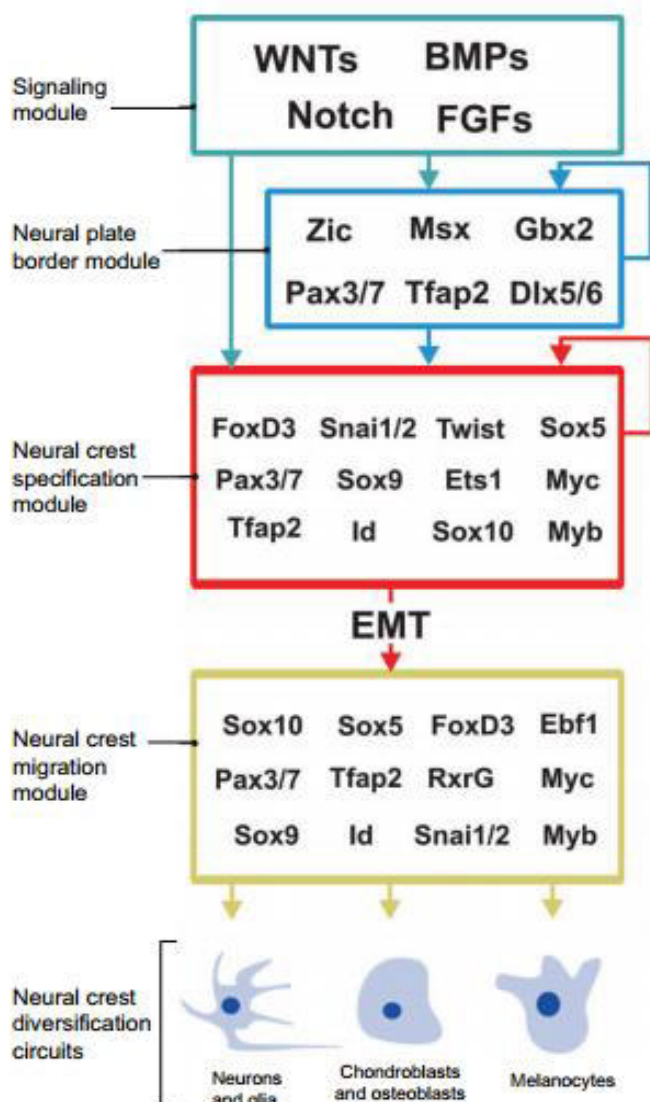 Signaling
module
WNTs BMPs
Notch FGFs
Neural plate
border module
Zic Msx Gbx2
Pax3/7 Tfap2 Dlx5/6
Neural crest
specification
module
FoxD3 Snai1/2 Twist Sox5
Pax3/7 Sox9 Ets1 Myc
Tfap2 Id Sox10 Myb
EMT
Neural crest
migration
module
Sox10 Sox5 FoxD3 Ebf1
Pax3/7 Tfap2 RxrG Myc
Sox9 Id Snai1/2 Myb
Neural crest
diversification
circuits
Neurons
and glia
Chondroblasts
and osteoblasts
Melanocytes